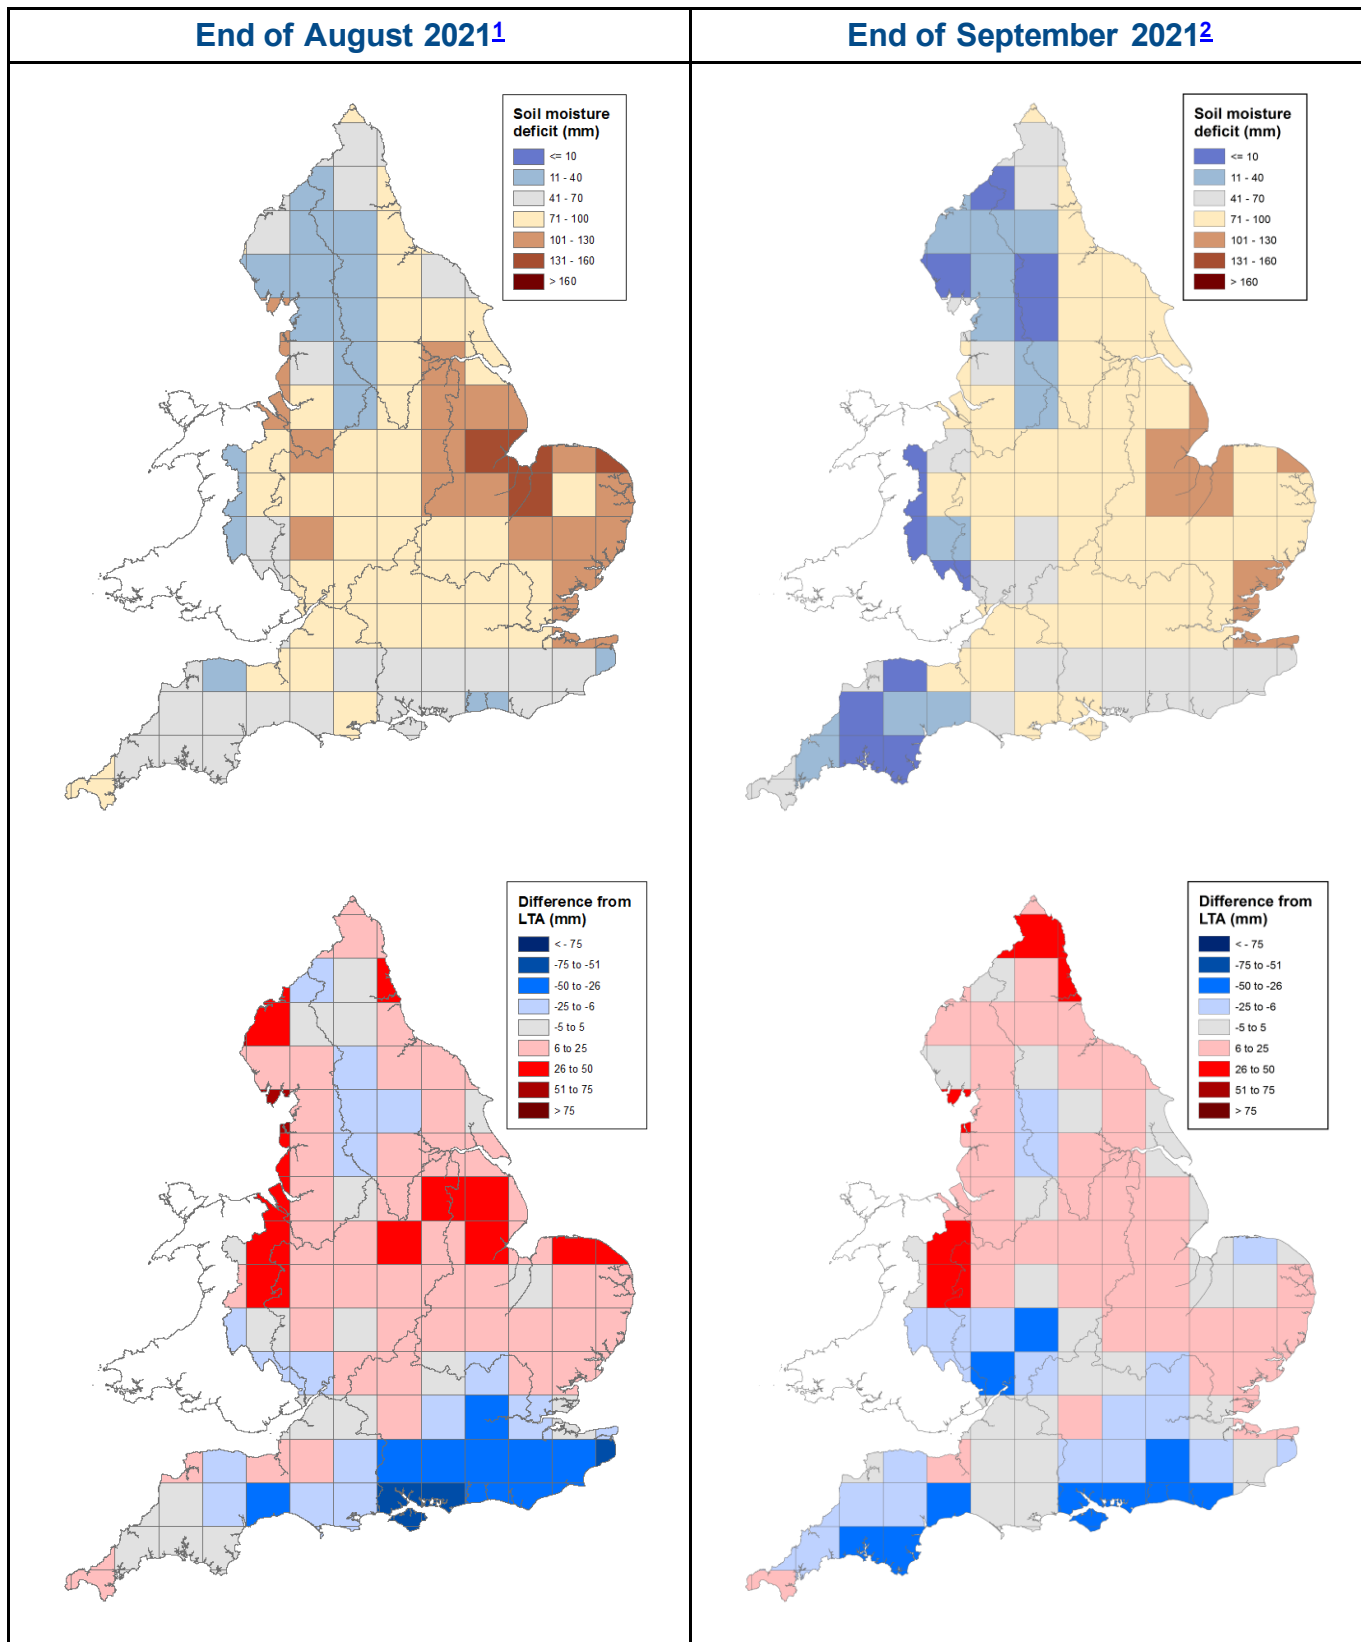 End of August 20211
End of September 20212
Soil moisture
deficit (mm)
<= 10
11 - 40
41 - 70
71 - 100
101 - 130
131 - 160
> 160
Soil moisture
deficit (mm)
<= 10
11 - 40
41 - 70
71 - 100
101 - 130
131 - 160
> 160
Difference from
LTA (mm)
< - 75
-75 to -51
-50 to -26
-25 to -6
-5 to 5
6 to 25
26 to 50
51 to 75
> 75
Difference from
LTA (mm)
< - 75
-75 to -51
-50 to -26
-25 to -6
-5 to 5
6 to 25
26 to 50
51 to 75
> 75